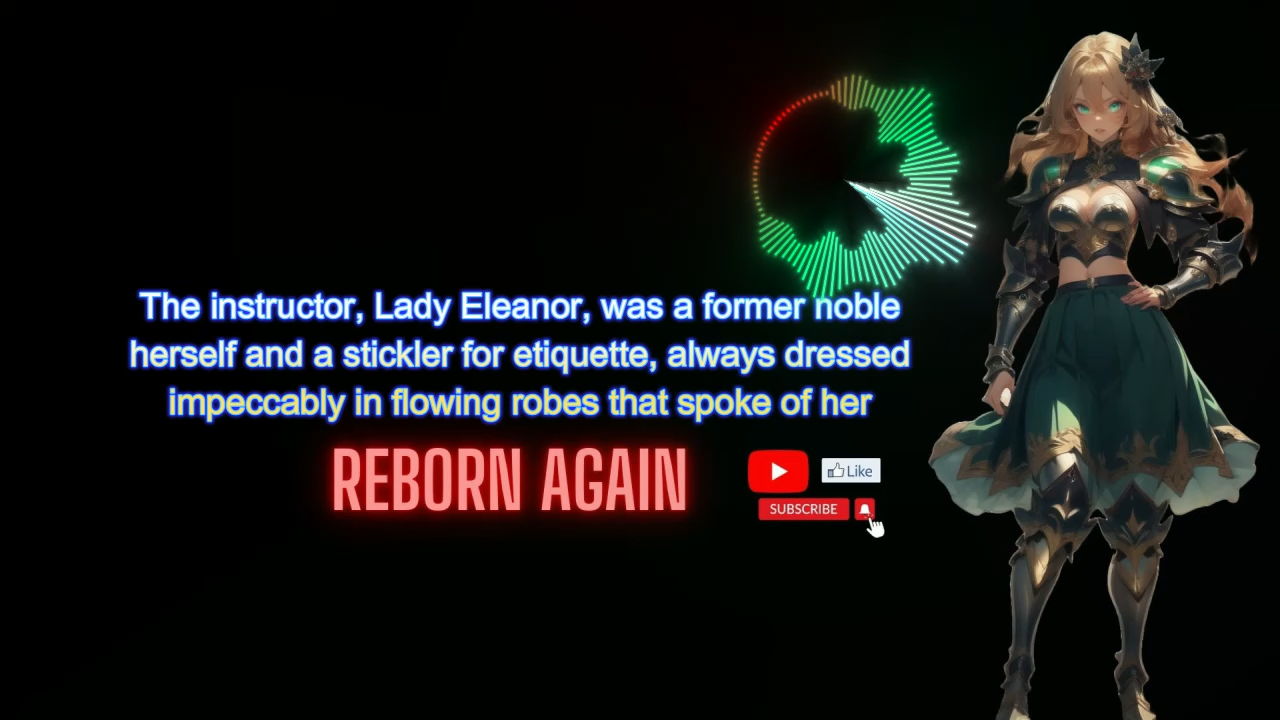 The instructor, Lady Eleanor, was a former noble
herself and a stickler for etiquette, always dressed
impeccably in flowing robes that spoke of her
REBORN AGAIN
Like
SUBSCRIBE